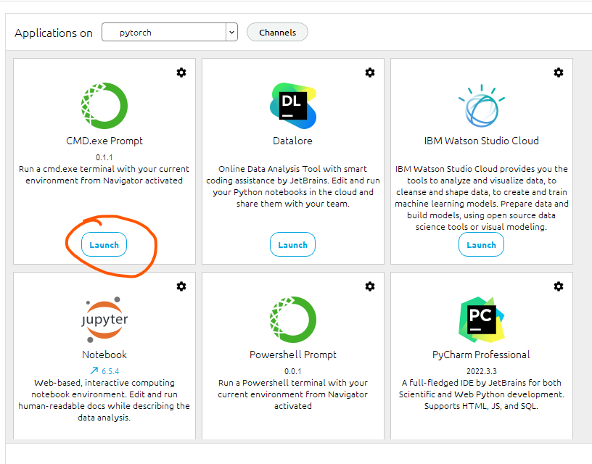 Applications on pytorch Channels
CMD.exe Prompt
0.1.1
Run a cmd.exe terminal with your current
environment from Navigator activated
Launch
DL
Datalore
Online Data Analysis Tool with smart
coding assistance by JetBrains. Edit and run
your Python notebooks in the cloud and
share them with your team.
Launch
IBM Watson Studio Cloud
IBM Watson Studio Cloud provides you the
tools to analyze and visualize data, to
cleanse and shape data, to create and train
machine learning models. Prepare data and
build models, using open source data
science tools or visual modeling.
Launch
jupyter
Notebook
6.5.4
Web-based, interactive computing
notebook environment. Edit and run
human-readable docs while describing the
data analysis.
Powershell Prompt
0.0.1
Run a Powershell terminal with your
current environment from Navigator
activated
PC
PyCharm Professional
2022.3.3
A full-fledged IDE by JetBrains for both
Scientific and Web Python development.
Supports HTML, JS, and SQL.